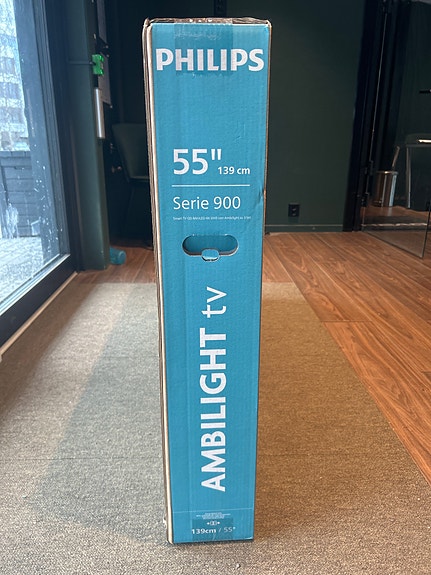 PHILIPS
55" 139 cm
Serie 900
AMBILIGHT tv
139cm / 55"